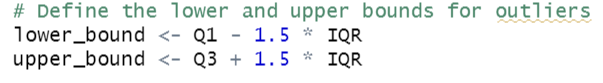 # Define the lower and upper bounds for outliers
lower_bound <- Q1 - 1.5 * IQR
upper_bound <- Q3 + 1.5 * IQR